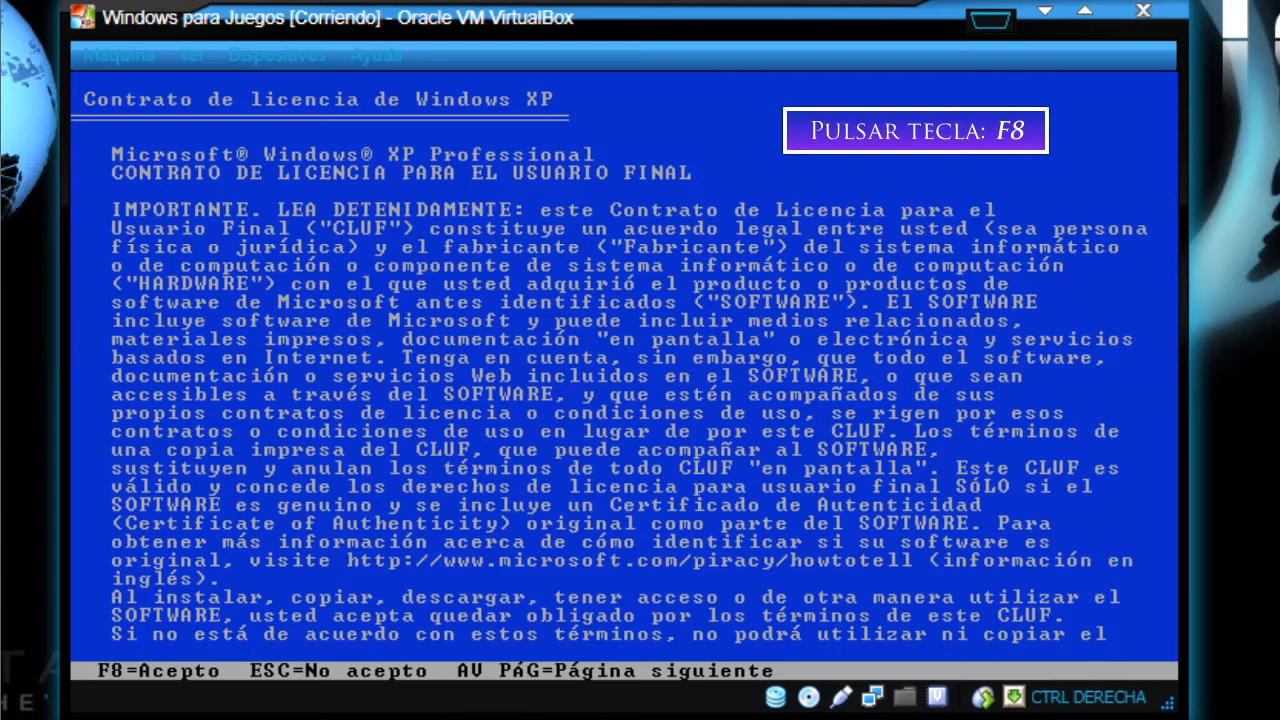 Windows para Juegos [Corriendo] - Oracle VM VirtualBox
Máquina Ver Dispositivos Ayuda
Contrato de licencia de Windows XP
PULSAR TECLA: F8
Microsoft® Windows® XP Professional
CONTRATO DE LICENCIA PARA EL USUARIO FINAL
IMPORTANTE. LEA DETENIDAMENTE: este Contrato de Licencia para el
Usuario Final ("CLUF") constituye un acuerdo legal entre usted (sea persona
física o jurídica) y el fabricante ("Fabricante") del sistema informático
o de computación o componente de sistema informático o de computación
("HARDWARE") con el que usted adquirió el producto o productos de
software de Microsoft antes identificados ("SOFTWARE"). El SOFTWARE
incluye software de Microsoft y puede incluir medios relacionados,
materiales impresos, documentación "en pantalla" o electrónica y servicios
basados en Internet. Tenga en cuenta, sin embargo, que todo el software,
documentación o servicios Web incluidos en el SOFTWARE, o que sean
accesibles a través del SOFTWARE, y que estén acompañados de sus
propios contratos de licencia o condiciones de uso, se rigen por esos
contratos o condiciones de uso en lugar de por este CLUF. Los términos de
una copia impresa del CLUF, que puede acompañar al SOFTWARE,
sustituyen y anulan los términos de todo CLUF "en pantalla". Este CLUF es
válido y concede los derechos de licencia para usuario final SóLO si el
SOFTWARE es genuino y se incluye un Certificado de Autenticidad
(Certificate of Authenticity) original como parte del SOFTWARE. Para
obtener más información acerca de cómo identificar si su software es
original, visite http://www.microsoft.com/piracy/howtotell (información en
inglés).
Al instalar, copiar, descargar, tener acceso o de otra manera utilizar el
SOFTWARE, usted acepta quedar obligado por los términos de este CLUF.
Si no está de acuerdo con estos términos, no podrá utilizar ni copiar el
F8=Acepto ESC=No acepto AV PáG=Página siguiente
CTRL DERECHA